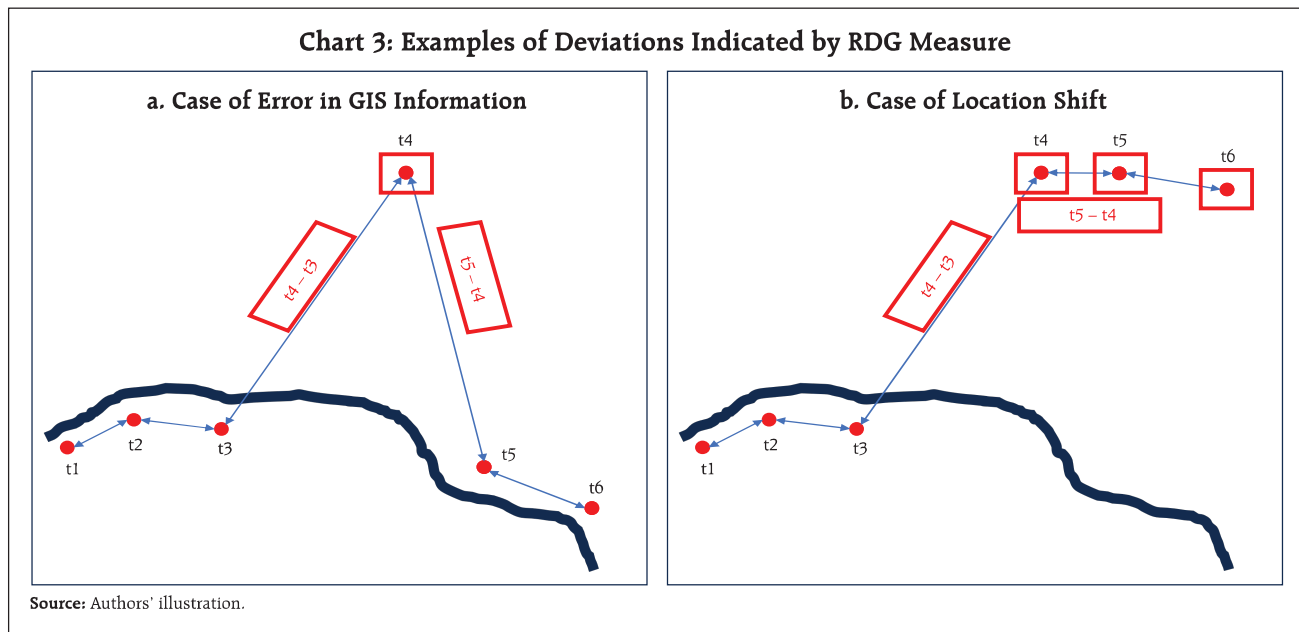 Chart 3: Examples of Deviations Indicated by RDG Measure
a. Case of Error in GIS Information
t4
t4 – t3
t5 – t4
t1
t2
t3
t5
t6
b. Case of Location Shift
t4
t5
t6
t5 – t4
t4 – t3
t1
t2
t3
Source: Authors' illustration.